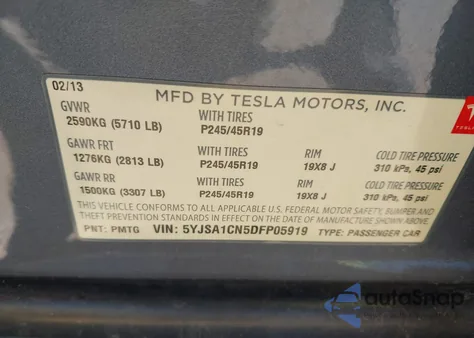 02/13
MFD BY TESLA MOTORS, INC.
GVWR
2590KG (5710 LB)
WITH TIRES
P245/45R19
GAWR FRT
1276KG (2813 LB)
WITH TIRES
P245/45R19
RIM
19X8 J
COLD TIRE PRESSURE
310 kPa, 45 psi
GAWR RR
1500KG (3307 LB)
WITH TIRES
P245/45R19
RIM
19X8 J
COLD TIRE PRESSURE
310 kPa, 45 psi
THIS VEHICLE CONFORMS TO ALL APPLICABLE U.S. FEDERAL MOTOR VEHICLE SAFETY, BUMPER AND
THEFT PREVENTION STANDARDS IN EFFECT ON THE DATE OF MANUFACTURE SHOWN ABOVE.
PNT: PMTG VIN: 5YJSA1CN5DFP05919 TYPE: PASSENGER CAR
TESLA
autoSnap